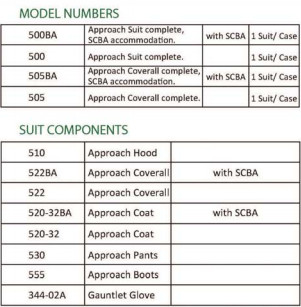 MODEL NUMBERS
500BA Approach Suit complete, SCBA accommodation. with SCBA 1 Suit/ Case
500 Approach Suit complete. 1 Suit/ Case
505BA Approach Coverall complete, SCBA accommodation. with SCBA 1 Suit/ Case
505 Approach Coverall complete. 1 Suit/ Case
SUIT COMPONENTS
510 Approach Hood
522BA Approach Coverall with SCBA
522 Approach Coverall
520-32BA Approach Coat with SCBA
520-32 Approach Coat
530 Approach Pants
555 Approach Boots
344-02A Gauntlet Glove